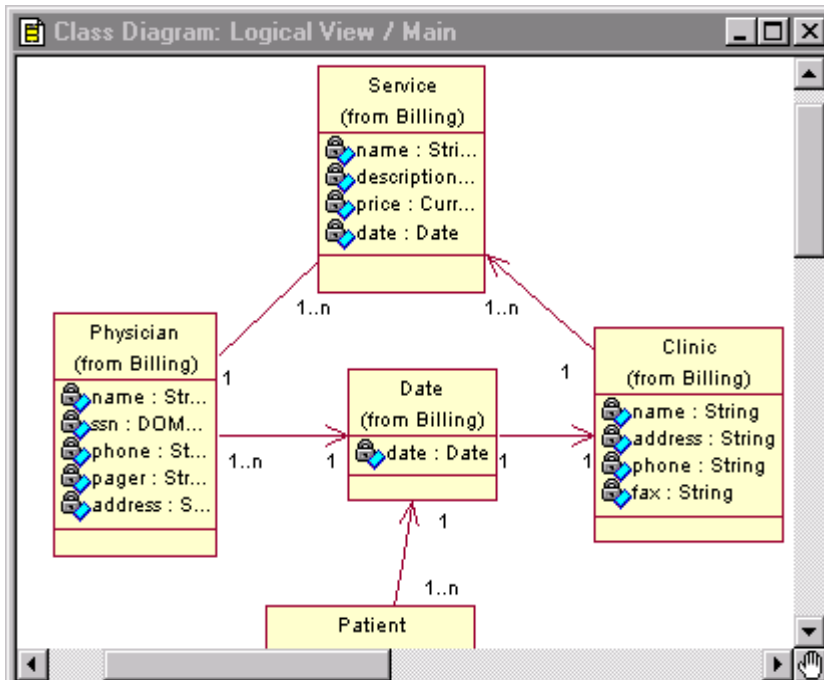 Class Diagram: Logical View / Main
Service
(from Billing)
name : Stri...
description...
price : Curr...
date : Date
1..n
1..n
Physician
(from Billing)
name : Str...
ssn : DOM...
phone : St...
pager : Str...
address : S...
1
1..n
1
Date
(from Billing)
date : Date
1
1
Clinic
(from Billing)
name : String
address : String
phone : String
fax : String
1
1
1..n
Patient